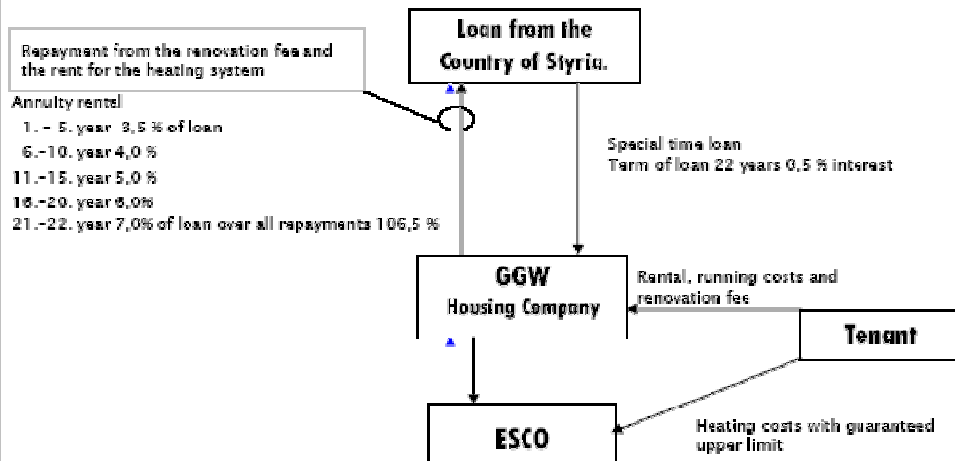 Loan from the
Country of Styria.
Repayment from the renovation fee and
the rent for the heating system
Annuity rental
1. - 5. year 3,5 % of loan
6.-10. year 4,0 %
11.-15. year 5,0 %
16.-20. year 6,0%
21.-22. year 7,0% of loan over all repayments 106,5 %
Special time loan
Term of loan 22 years 0,5 % interest
GGW
Housing Company
Rental, running costs and
renovation fee
Tenant
ESCO
Heating costs with guaranteed
upper limit